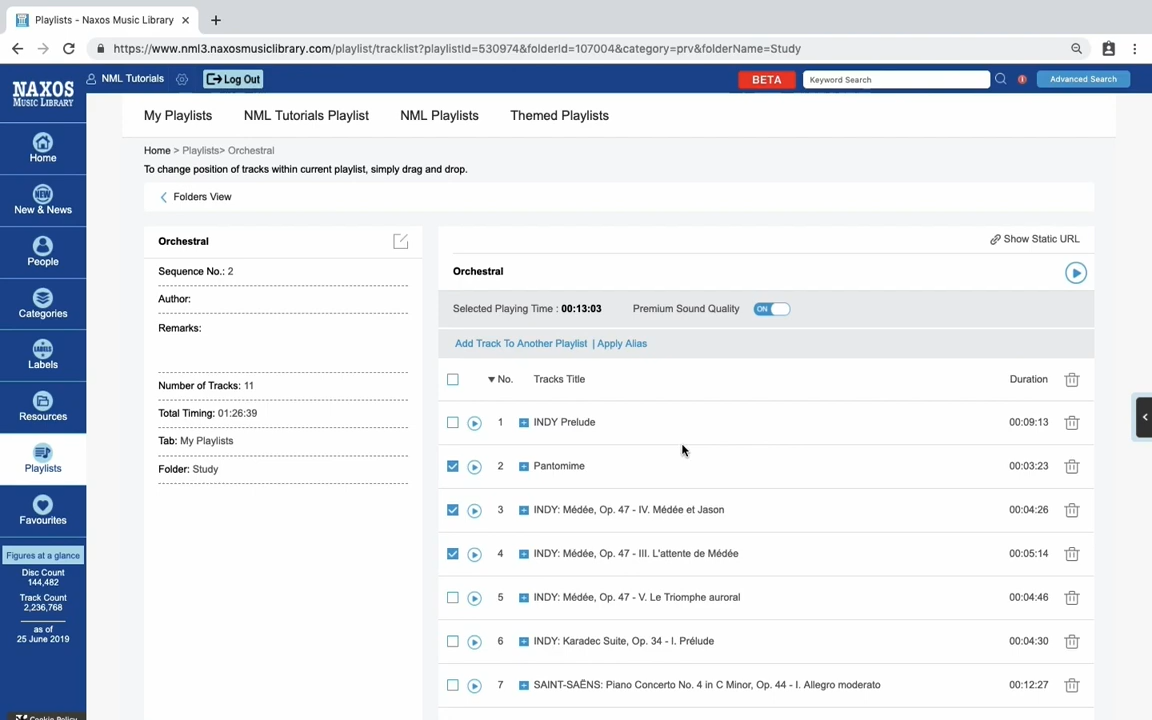 Playlists - Naxos Music Library
https://www.nml3.naxosmusiclibrary.com/playlist/tracklist?playlistId=530974&folderId=107004&category=prv&folderName=Study
NAXOS
MUSIC LIBRARY
NML Tutorials
Log Out
BETA
Keyword Search
Advanced Search
Home
NEW
New & News
People
Categories
LABELS
Labels
Resources
Playlists
Favourites
Figures at a glance
Disc Count
144,482
Track Count
2,236,768
as of
25 June 2019
Cookie Policy
My Playlists
NML Tutorials Playlist
NML Playlists
Themed Playlists
Home > Playlists> Orchestral
To change position of tracks within current playlist, simply drag and drop.
Folders View
Orchestral
Sequence No.: 2
Author:
Remarks:
Number of Tracks: 11
Total Timing: 01:26:39
Tab: My Playlists
Folder: Study
Show Static URL
Orchestral
Selected Playing Time : 00:13:03 Premium Sound Quality ON
Add Track To Another Playlist | Apply Alias
No. Tracks Title Duration
1 INDY Prelude 00:09:13
2 Pantomime 00:03:23
3 INDY: Médée, Op. 47 - IV. Médée et Jason 00:04:26
4 INDY: Médée, Op. 47 - III. L'attente de Médée 00:05:14
5 INDY: Médée, Op. 47 - V. Le Triomphe auroral 00:04:46
6 INDY: Karadec Suite, Op. 34 - I. Prélude 00:04:30
7 SAINT-SAËNS: Piano Concerto No. 4 in C Minor, Op. 44 - I. Allegro moderato 00:12:27